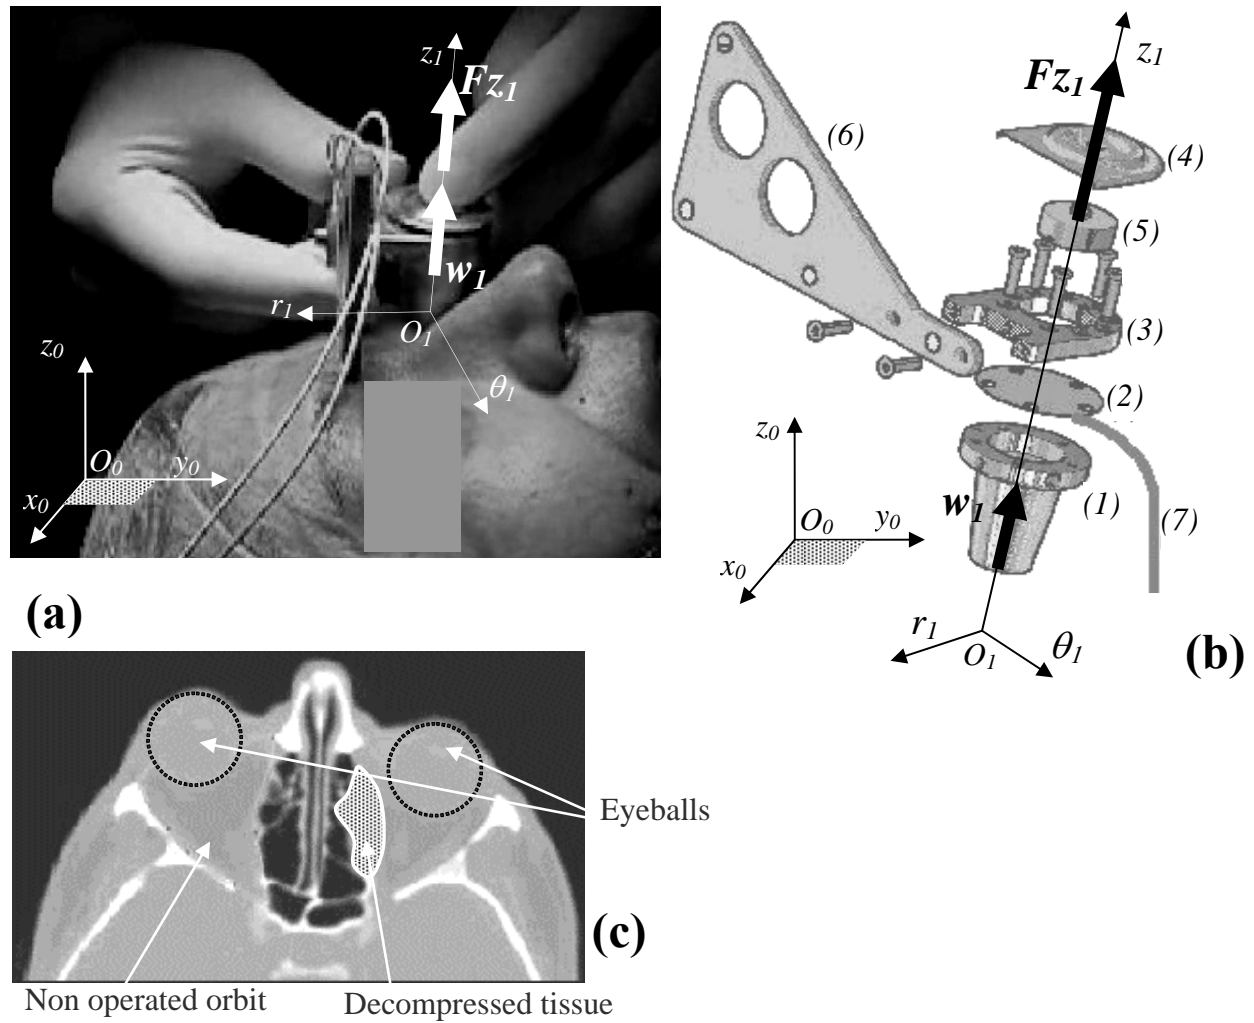 z1
Fz1
w1
r1
O1
θ1
z0
O0
y0
x0
(a)
z1
Fz1
(6)
(4)
(5)
(3)
(2)
z0
w1
(1)
(7)
O0
y0
x0
r1
O1
θ1
(b)
Eyeballs
(c)
Non operated orbit
Decompressed tissue